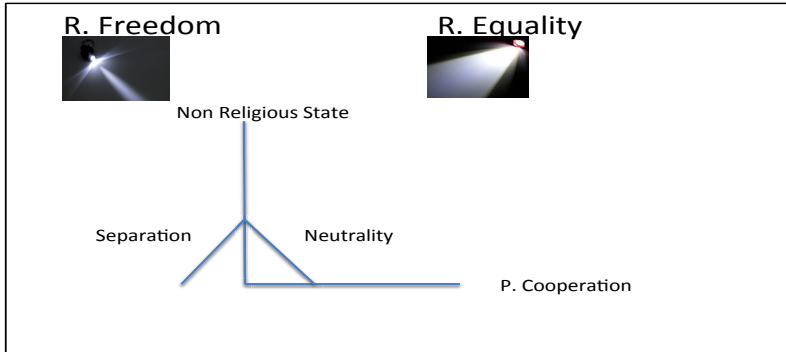 R. Freedom
R. Equality
Non Religious State
Separation
Neutrality
P. Cooperation